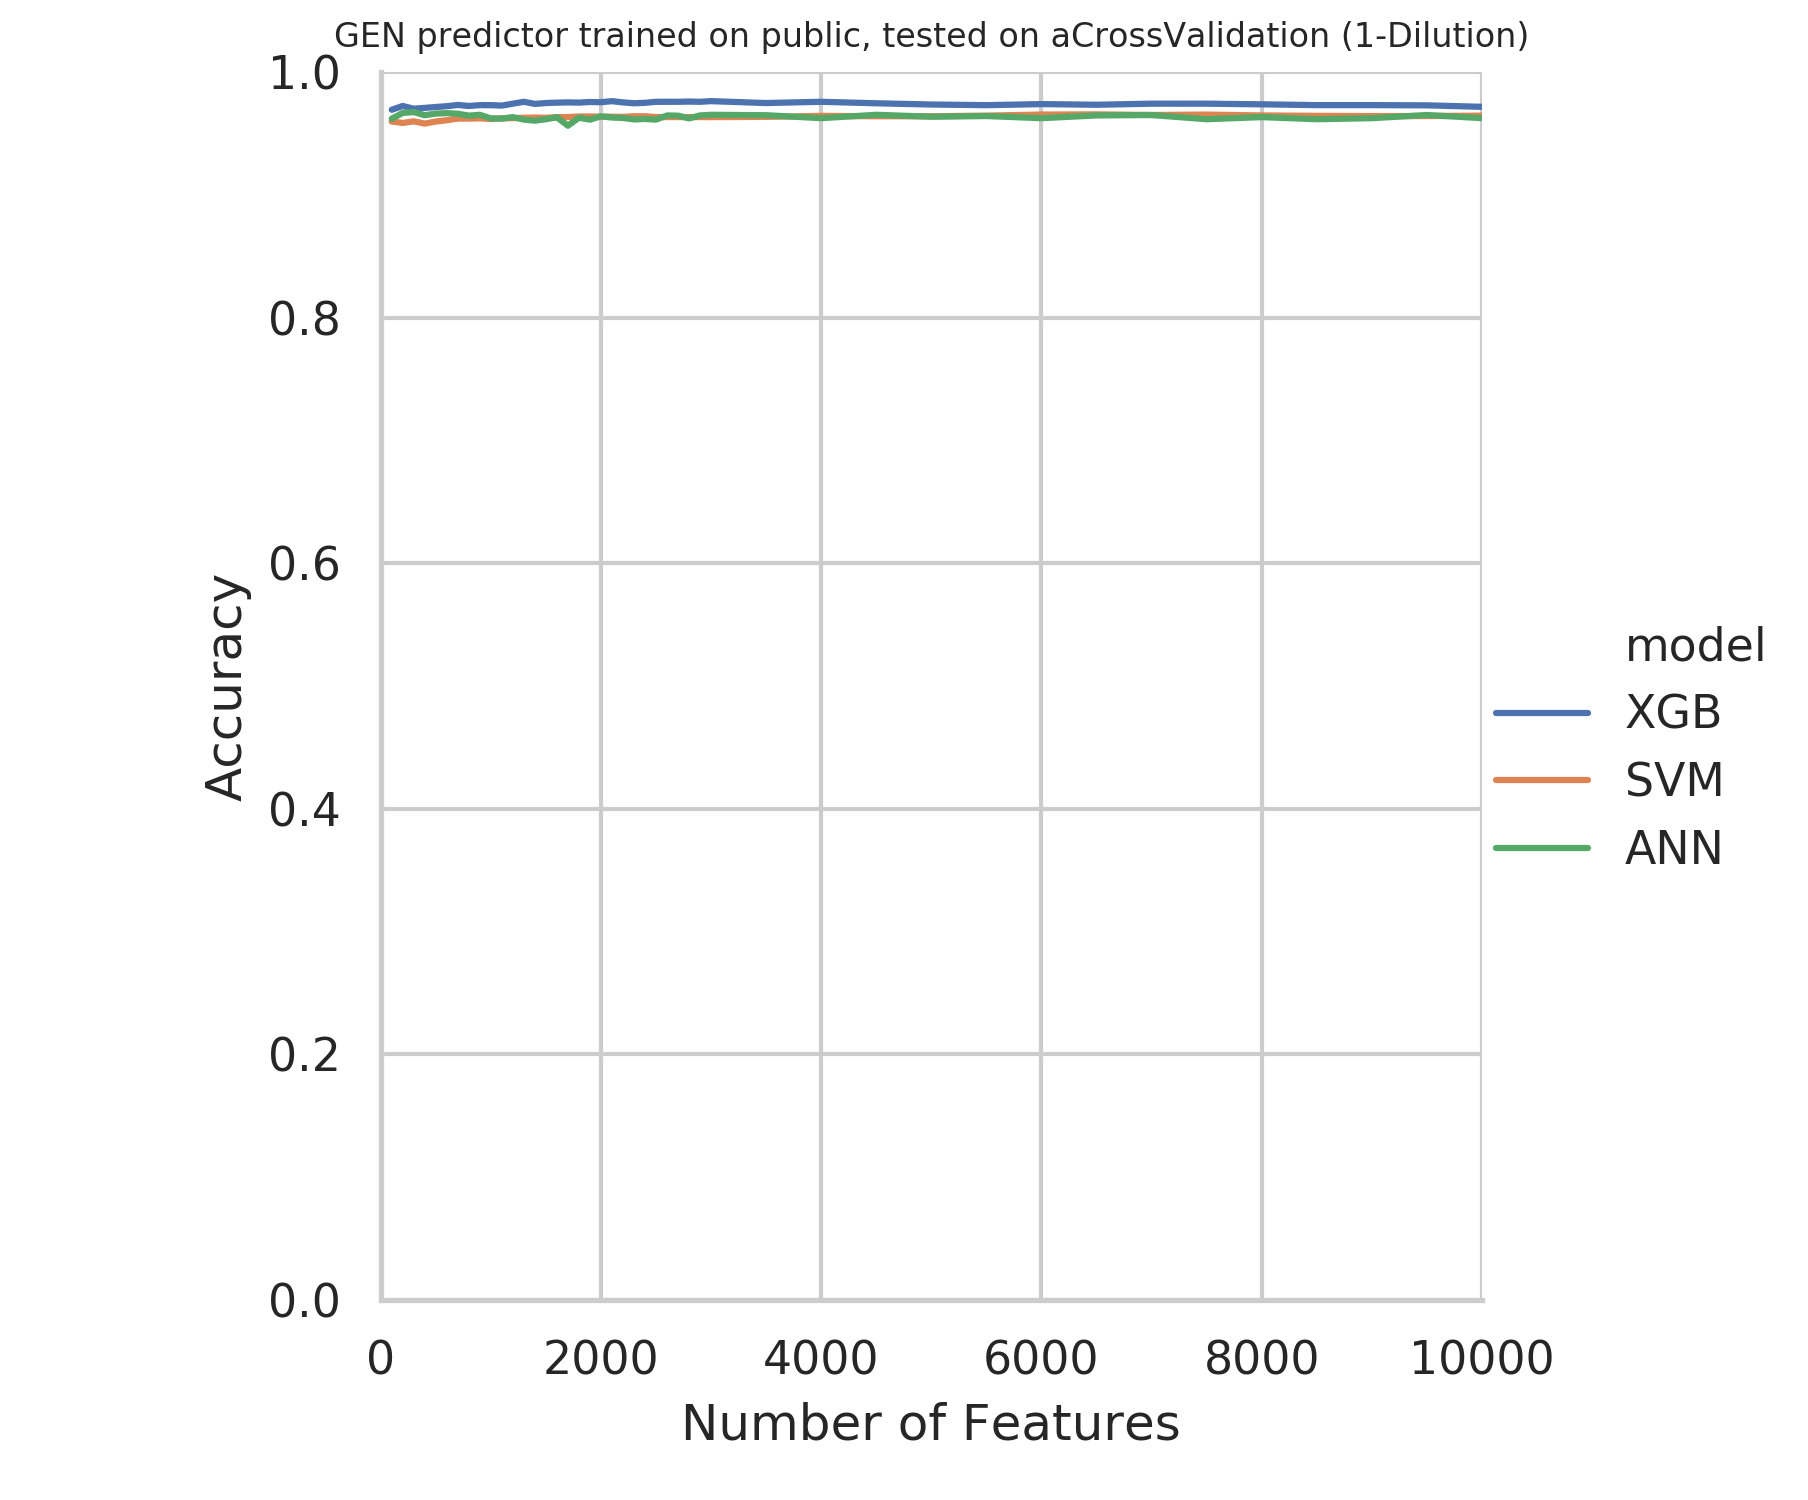 GEN predictor trained on public, tested on aCrossValidation (1-Dilution)
1.0
0.8
0.6
0.4
0.2
0.0
Accuracy
0 2000 4000 6000 8000 10000
Number of Features
model
XGB
SVM
ANN